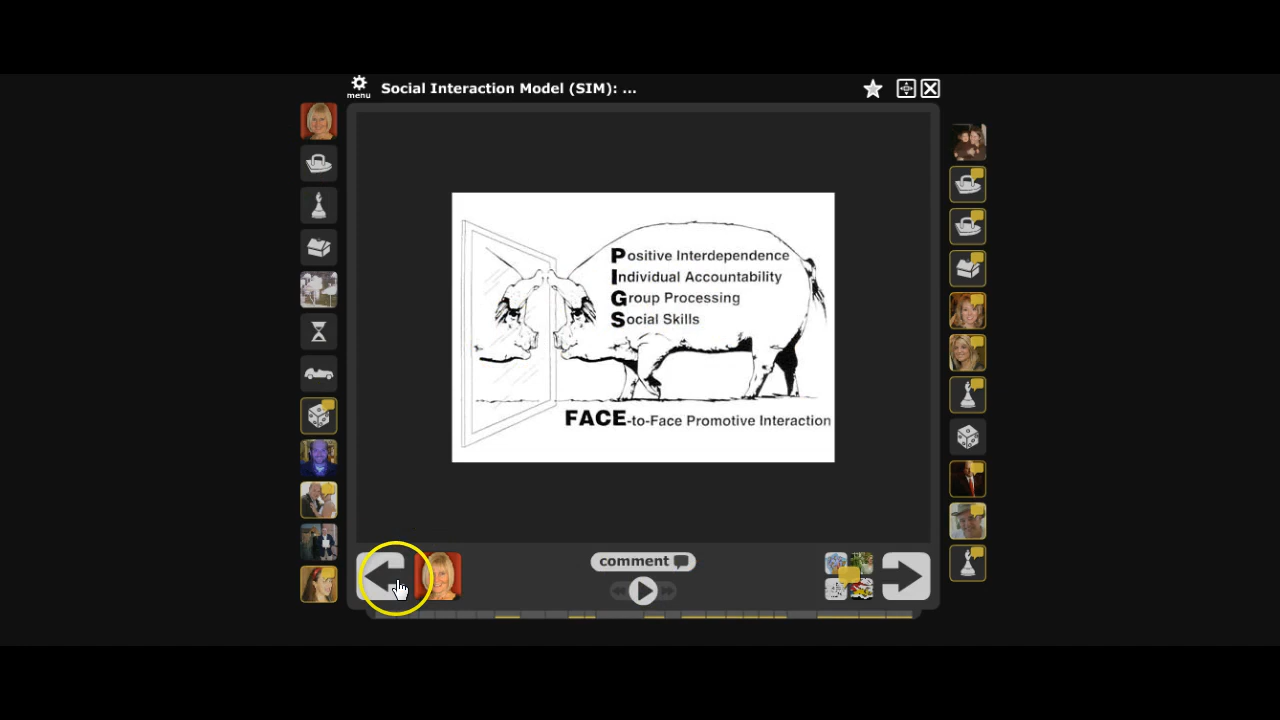 menu
Social Interaction Model (SIM): ...
Positive Interdependence
Individual Accountability
Group Processing
Social Skills
FACE-to-Face Promotive Interaction
comment